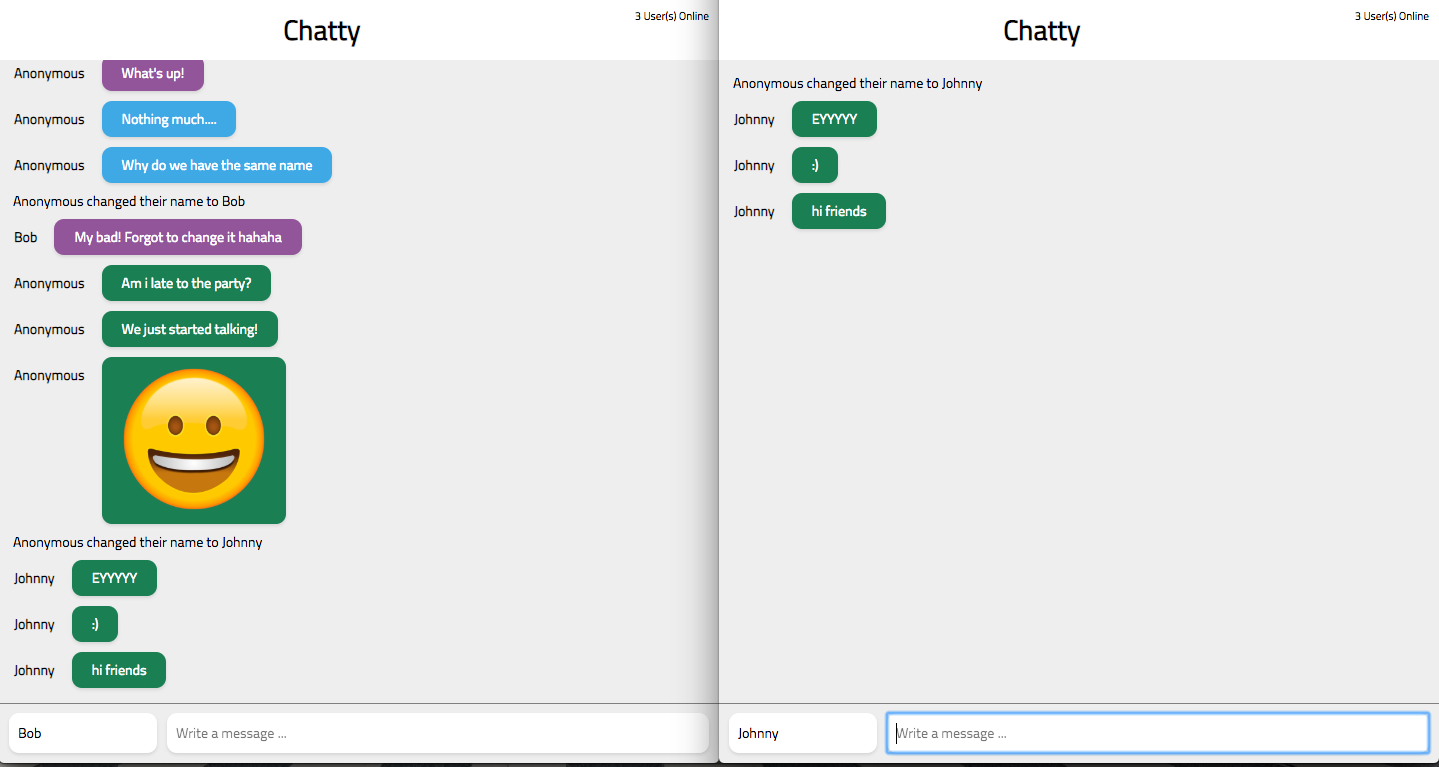 Chatty
3 User(s) Online
Anonymous What's up!
Anonymous Nothing much....
Anonymous Why do we have the same name
Anonymous changed their name to Bob
Bob My bad! Forgot to change it hahaha
Anonymous Am i late to the party?
Anonymous We just started talking!
Anonymous
Anonymous changed their name to Johnny
Johnny EYYYYY
Johnny :)
Johnny hi friends
Bob Write a message ...
Chatty
3 User(s) Online
Anonymous changed their name to Johnny
Johnny EYYYYY
Johnny :)
Johnny hi friends
Johnny Write a message ...